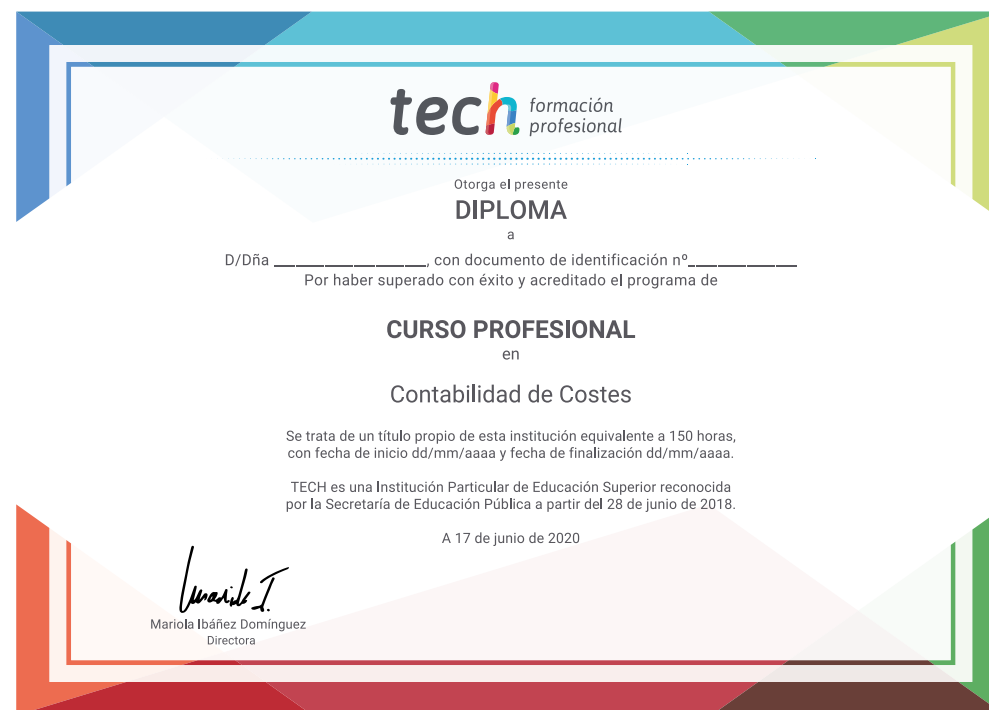 tech formación
profesional
Otorga el presente
DIPLOMA
a
D/Dña ____________________, con documento de identificación nº______________
Por haber superado con éxito y acreditado el programa de
CURSO PROFESIONAL
en
Contabilidad de Costes
Se trata de un título propio de esta institución equivalente a 150 horas,
con fecha de inicio dd/mm/aaaa y fecha de finalización dd/mm/aaaa.
TECH es una Institución Particular de Educación Superior reconocida
por la Secretaría de Educación Pública a partir del 28 de junio de 2018.
A 17 de junio de 2020
Mariola Ibáñez Domínguez
Directora